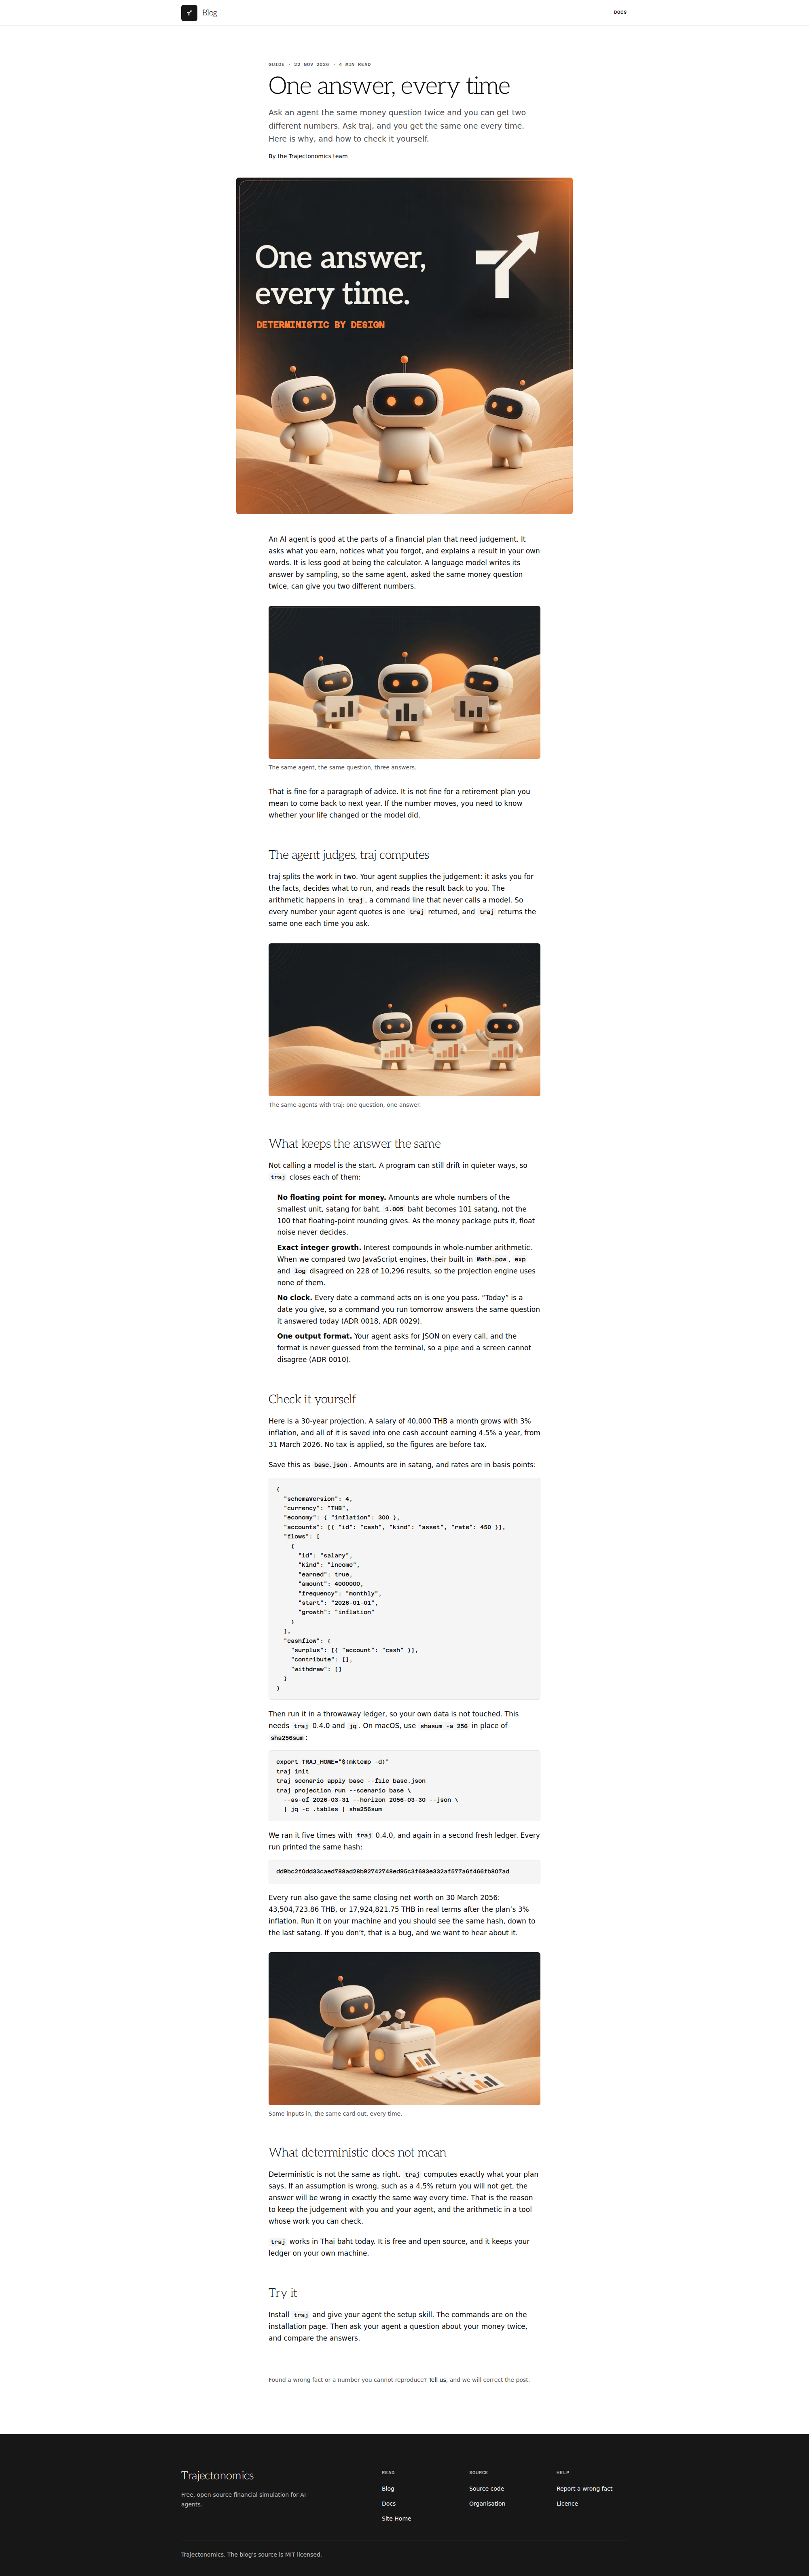 Blog
DOCS
GUIDE · 22 NOV 2026 · 4 MIN READ
One answer, every time
Ask an agent the same money question twice and you can get two
different numbers. Ask traj, and you get the same one every time.
Here is why, and how to check it yourself.
By the Trajectonomics team
One answer,
every time.
DETERMINISTIC BY DESIGN
An AI agent is good at the parts of a financial plan that need judgement. It
asks what you earn, notices what you forgot, and explains a result in your own
words. It is less good at being the calculator. A language model writes its
answer by sampling, so the same agent, asked the same money question
twice, can give you two different numbers.
The same agent, the same question, three answers.
That is fine for a paragraph of advice. It is not fine for a retirement plan you
mean to come back to next year. If the number moves, you need to know
whether your life changed or the model did.
The agent judges, traj computes
traj splits the work in two. Your agent supplies the judgement: it asks you for
the facts, decides what to run, and reads the result back to you. The
arithmetic happens in traj, a command line that never calls a model. So
every number your agent quotes is one traj returned, and traj returns the
same one each time you ask.
The same agents with traj: one question, one answer.
What keeps the answer the same
Not calling a model is the start. A program can still drift in quieter ways, so
traj closes each of them:
No floating point for money. Amounts are whole numbers of the
smallest unit, satang for baht. 1.005 baht becomes 101 satang, not the
100 that floating-point rounding gives. As the money package puts it, float
noise never decides.
Exact integer growth. Interest compounds in whole-number arithmetic.
When we compared two JavaScript engines, their built-in Math.pow, exp
and log disagreed on 228 of 10,296 results, so the projection engine uses
none of them.
No clock. Every date a command acts on is one you pass. “Today” is a
date you give, so a command you run tomorrow answers the same question
it answered today (ADR 0018, ADR 0029).
One output format. Your agent asks for JSON on every call, and the
format is never guessed from the terminal, so a pipe and a screen cannot
disagree (ADR 0010).
Check it yourself
Here is a 30-year projection. A salary of 40,000 THB a month grows with 3%
inflation, and all of it is saved into one cash account earning 4.5% a year, from
31 March 2026. No tax is applied, so the figures are before tax.
Save this as base.json. Amounts are in satang, and rates are in basis points:
{
"schemaVersion": 4,
"currency": "THB",
"economy": { "inflation": 300 },
"accounts": [{ "id": "cash", "kind": "asset", "rate": 450 }],
"flows": [
{
"id": "salary",
"kind": "income",
"earned": true,
"amount": 4000000,
"frequency": "monthly",
"start": "2026-01-01",
"growth": "inflation"
}
],
"cashflow": {
"surplus": [{ "account": "cash" }],
"contribute": [],
"withdraw": []
}
}
Then run it in a throwaway ledger, so your own data is not touched. This
needs traj 0.4.0 and jq. On macOS, use shasum -a 256 in place of
sha256sum:
export TRAJ_HOME="$(mktemp -d)"
traj init
traj scenario apply base --file base.json
traj projection run --scenario base \
--as-of 2026-03-31 --horizon 2056-03-30 --json \
| jq -c .tables | sha256sum
We ran it five times with traj 0.4.0, and again in a second fresh ledger. Every
run printed the same hash:
dd9bc2f0dd33caed788ad28b92742748ed95c3f683e332af577a6f466fb807ad
Every run also gave the same closing net worth on 30 March 2056:
43,504,723.86 THB, or 17,924,821.75 THB in real terms after the plan’s 3%
inflation. Run it on your machine and you should see the same hash, down to
the last satang. If you don’t, that is a bug, and we want to hear about it.
Same inputs in, the same card out, every time.
What deterministic does not mean
Deterministic is not the same as right. traj computes exactly what your plan
says. If an assumption is wrong, such as a 4.5% return you will not get, the
answer will be wrong in exactly the same way every time. That is the reason
to keep the judgement with you and your agent, and the arithmetic in a tool
whose work you can check.
traj works in Thai baht today. It is free and open source, and it keeps your
ledger on your own machine.
Try it
Install traj and give your agent the setup skill. The commands are on the
installation page. Then ask your agent a question about your money twice,
and compare the answers.
Found a wrong fact or a number you cannot reproduce? Tell us, and we will correct the post.
Trajectonomics
Free, open-source financial simulation for AI
agents.
READ
Blog
Docs
Site Home
SOURCE
Source code
Organisation
HELP
Report a wrong fact
Licence
Trajectonomics. The blog's source is MIT licensed.